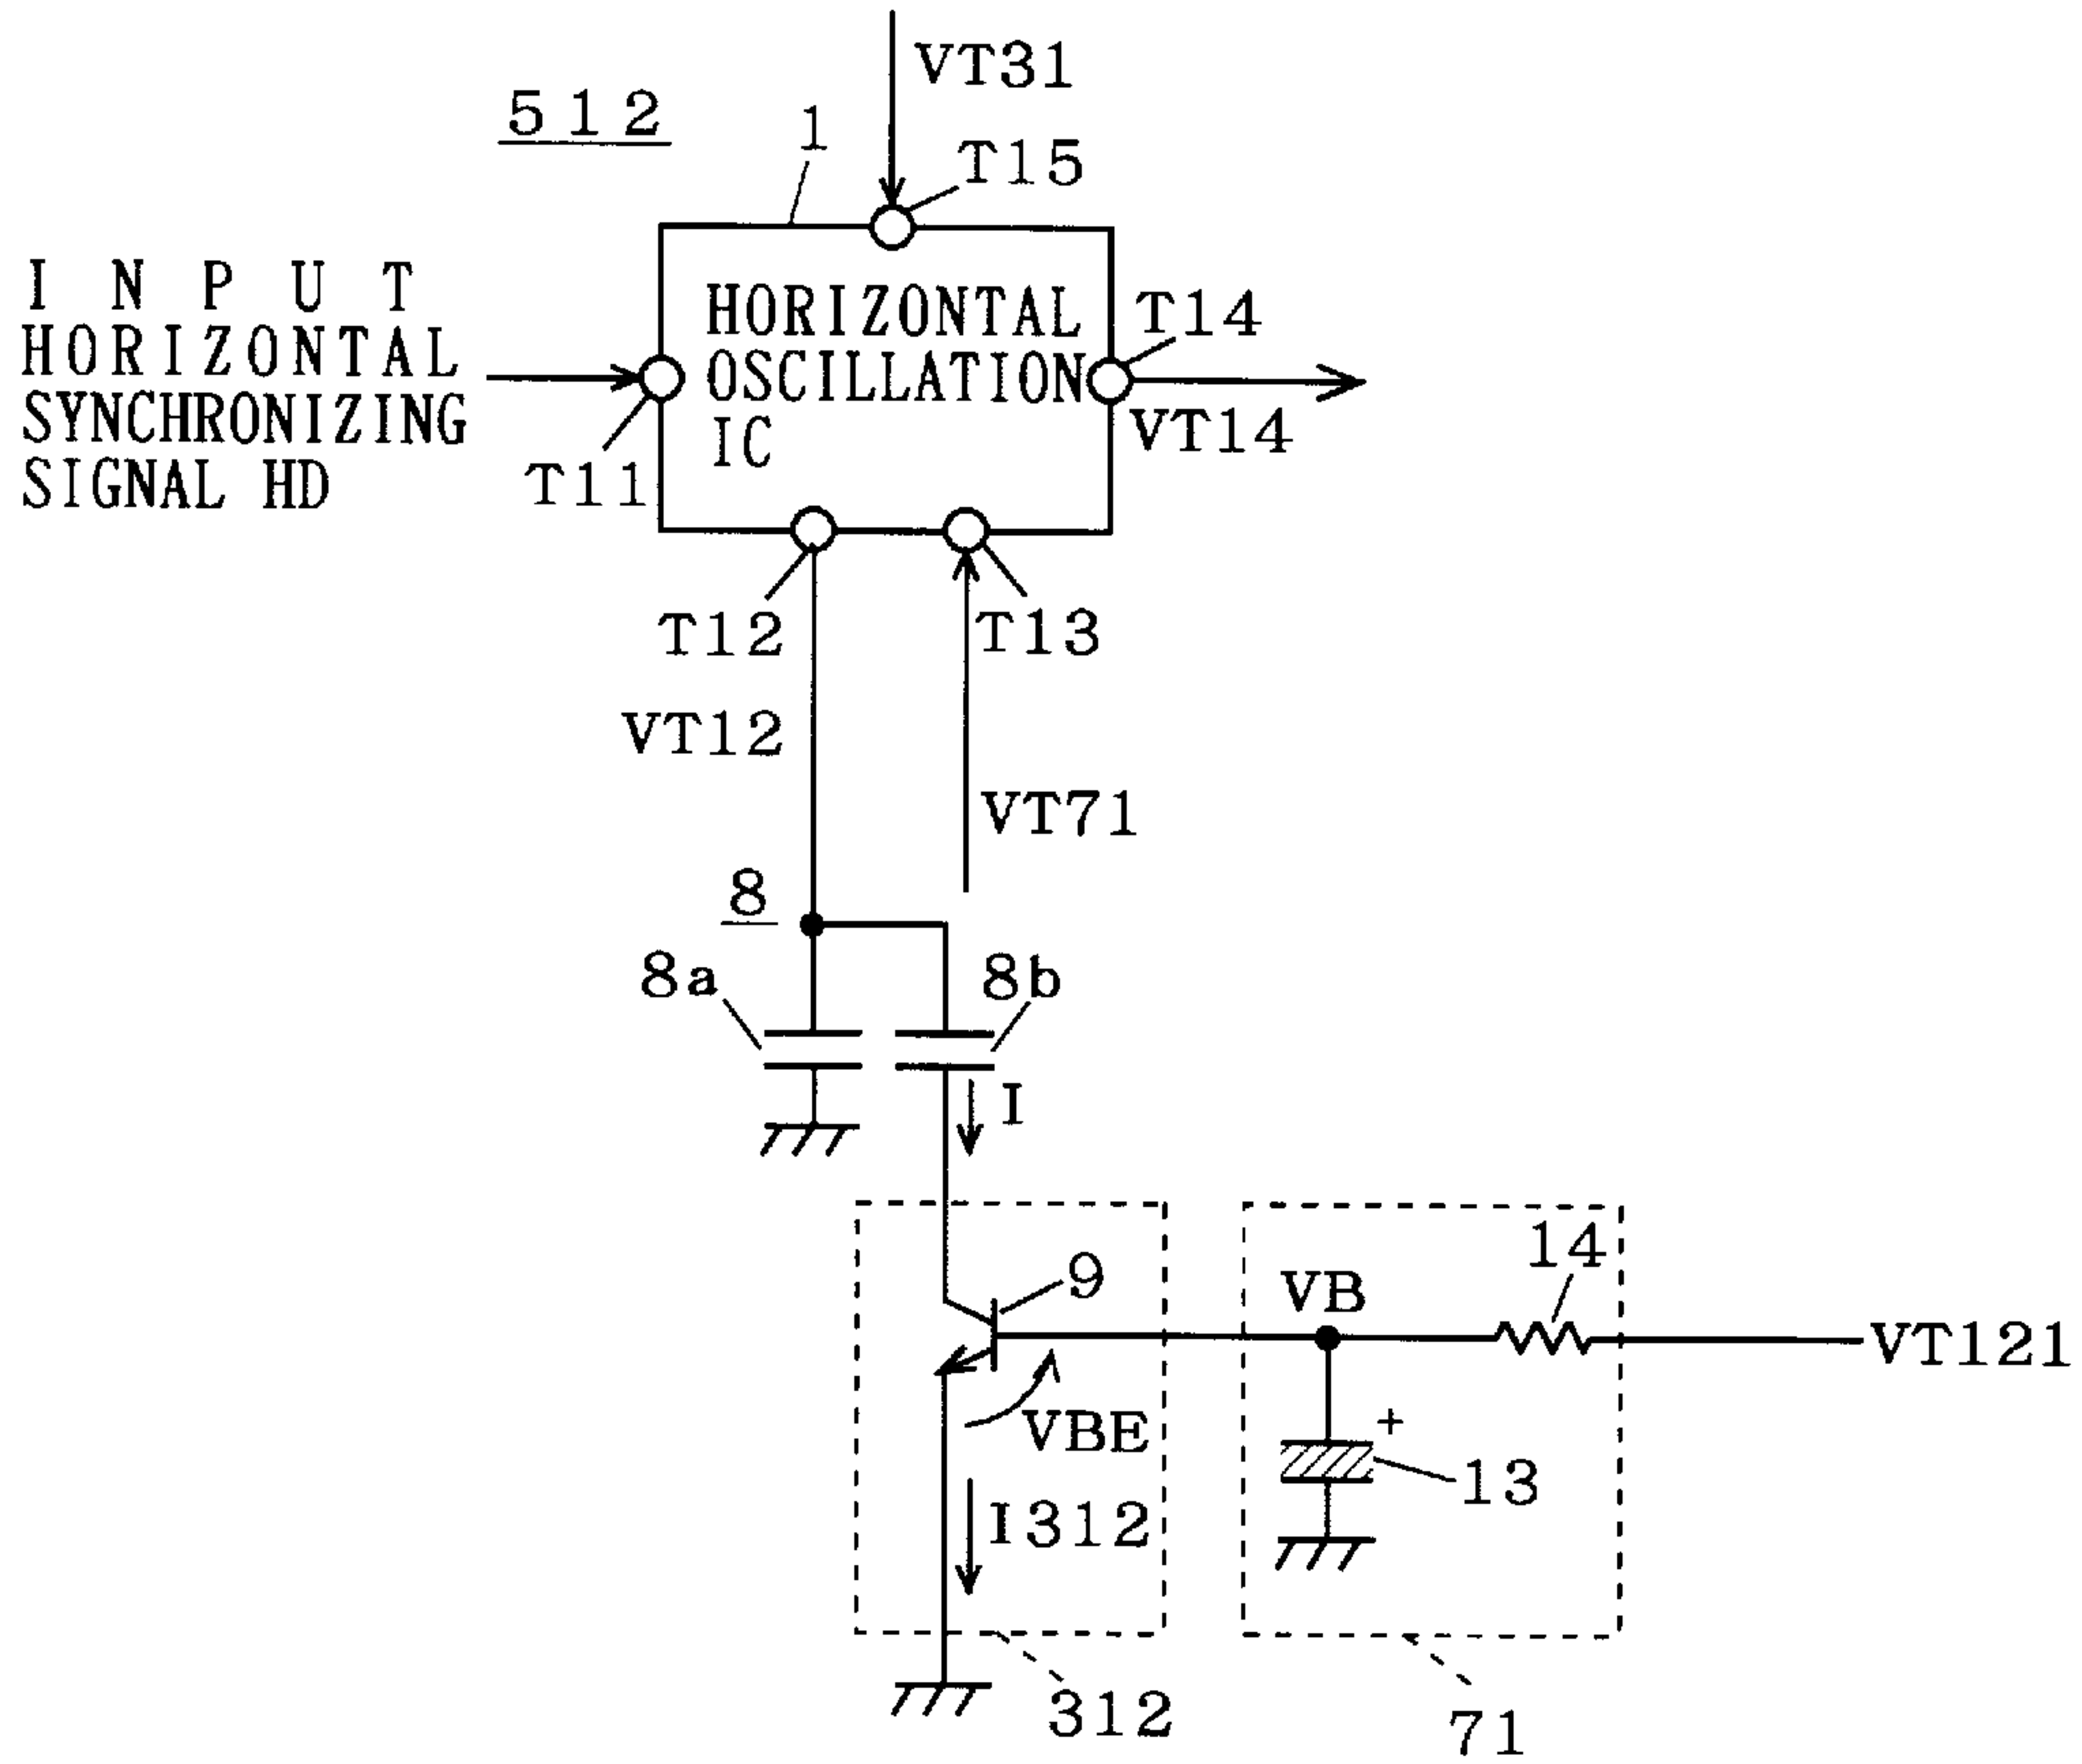 VT31
512
1
T15
I N P U T
HORIZONTAL
SYNCHRONIZING
SIGNAL HD
HORIZONTAL
OSCILLATION
IC
T14
VT14
T11
T12
T13
VT12
VT71
8
8a
8b
I
9
VB
14
VT121
VBE
+
13
I312
312
71